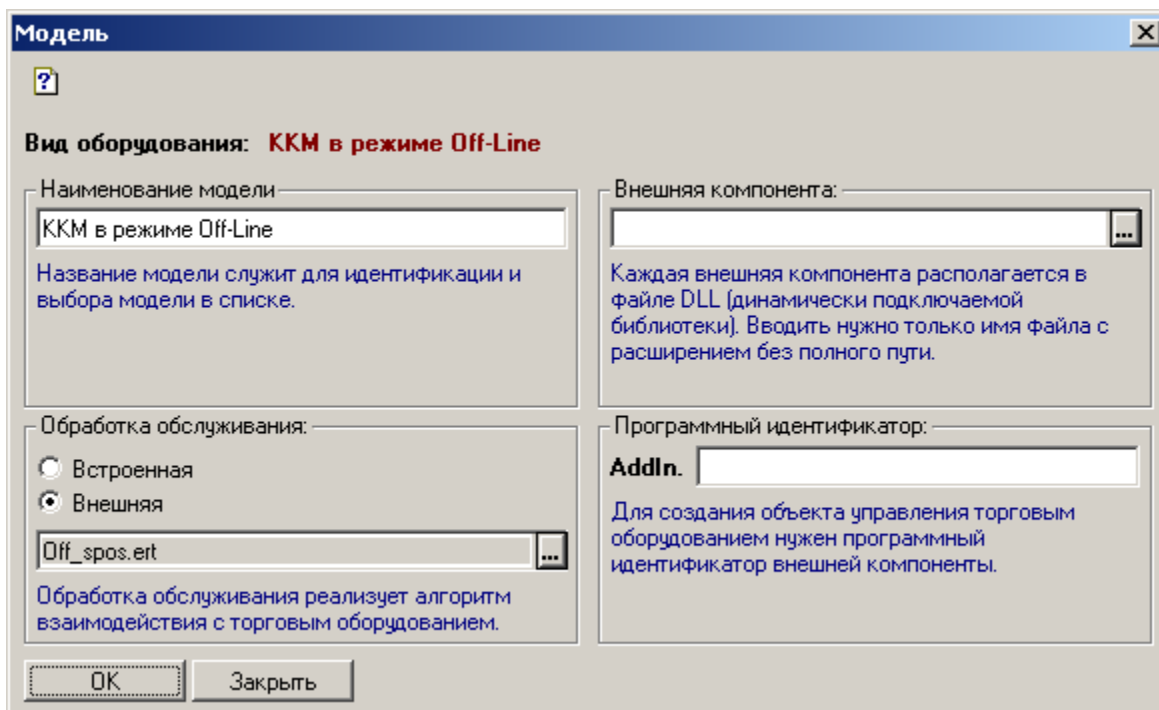 Модель
Вид оборудования: ККМ в режиме Off-Line
Наименование модели
ККМ в режиме Off-Line
Название модели служит для идентификации и
выбора модели в списке.
Внешняя компонента:
...
Каждая внешняя компонента располагается в
файле DLL (динамически подключаемой
библиотеки). Вводить нужно только имя файла с
расширением без полного пути.
Обработка обслуживания:
Встроенная
Внешняя
Off_spos.ert
...
Обработка обслуживания реализует алгоритм
взаимодействия с торговым оборудованием.
Программный идентификатор:
AddIn.
Для создания объекта управления торговым
оборудованием нужен программный
идентификатор внешней компоненты.
OK
Закрыть